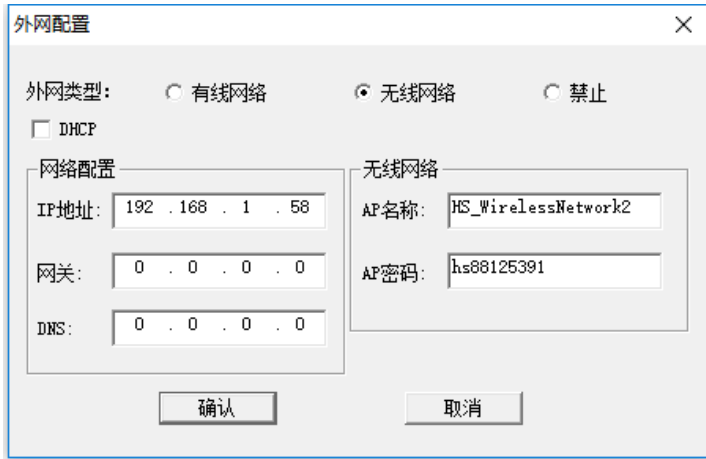 外网配置
外网类型: 有线网络 无线网络 禁止
DHCP
网络配置
IP地址: 192 .168 . 1 . 58
网关: 0 . 0 . 0 . 0
DNS: 0 . 0 . 0 . 0
无线网络
AP名称: HS_WirelessNetwork2
AP密码: hs88125391
确认 取消